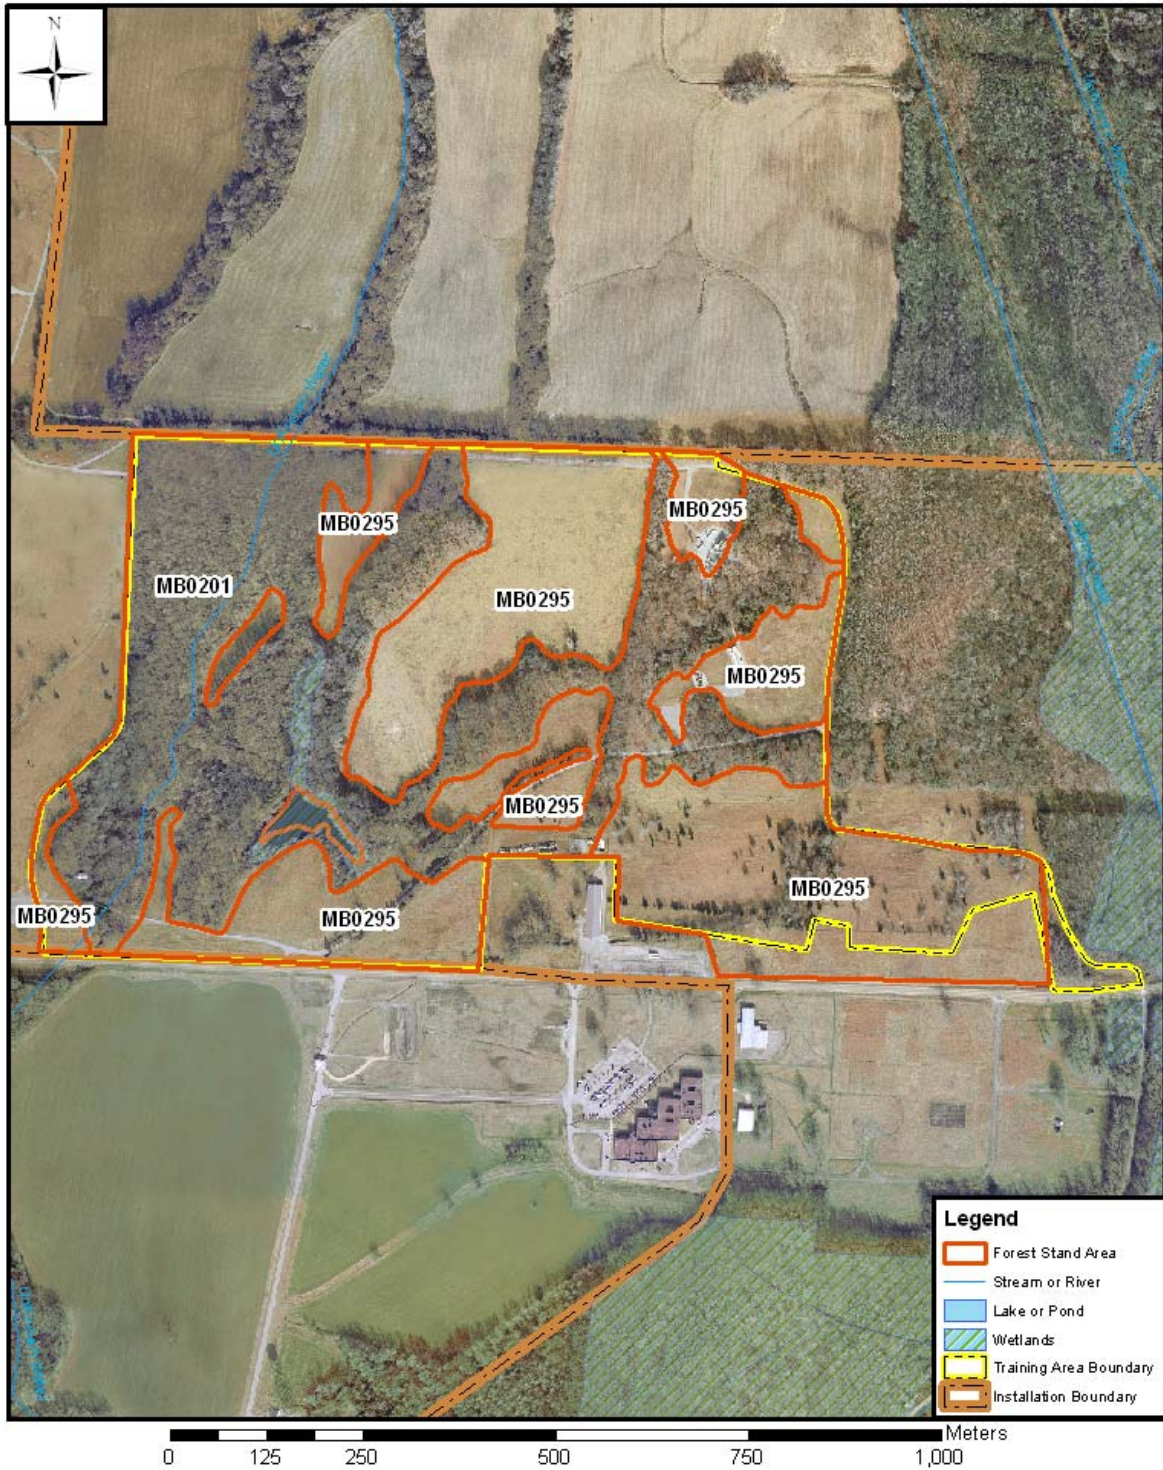 N
MB0295
MB0295
MB0201
MB0295
MB0295
MB0295
MB0295
MB0295
MB0295
Legend
Forest Stand Area
Stream or River
Lake or Pond
Wetlands
Training Area Boundary
Installation Boundary
Meters
0 125 250 500 750 1,000